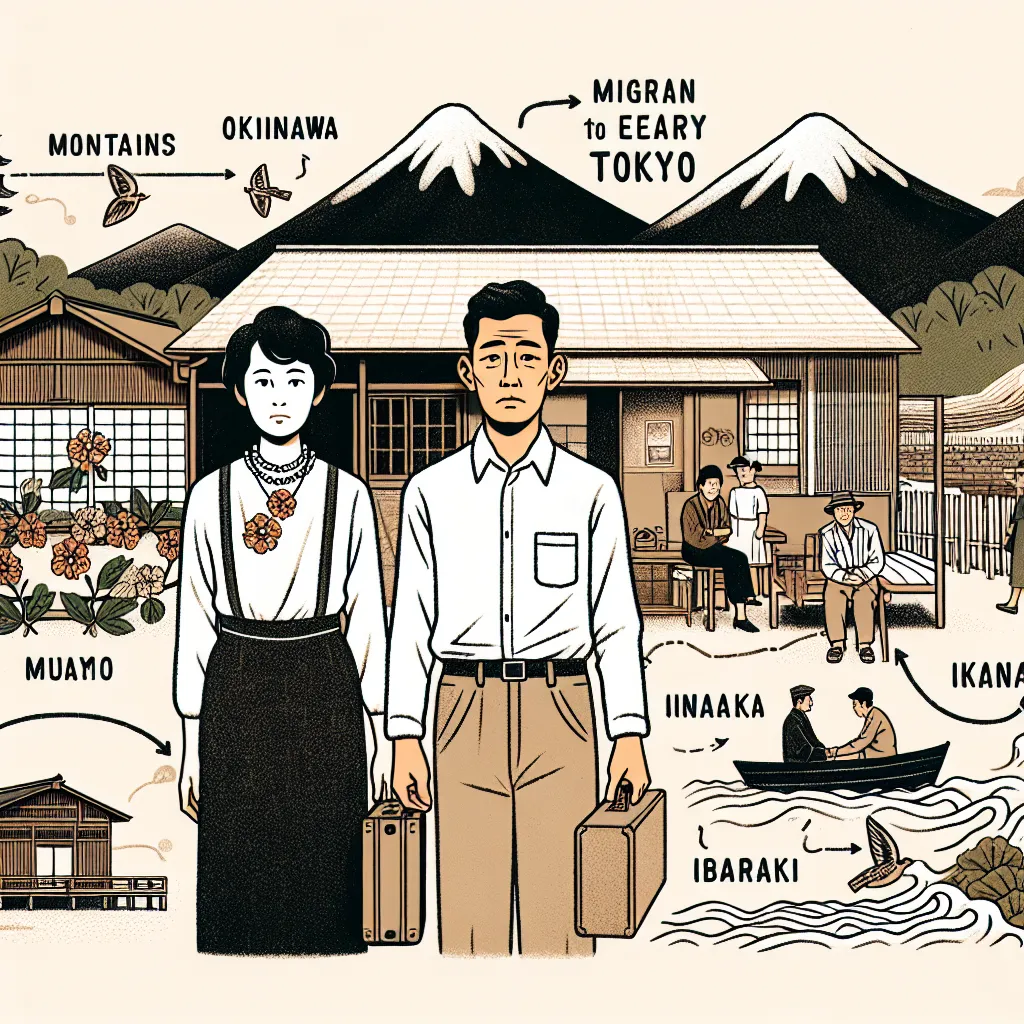 MONTAINS
OKIINAWA
MIGRAN
to EEARY
TOKYO
MUAMO
IINAAKA
IKANA
IBARAKI